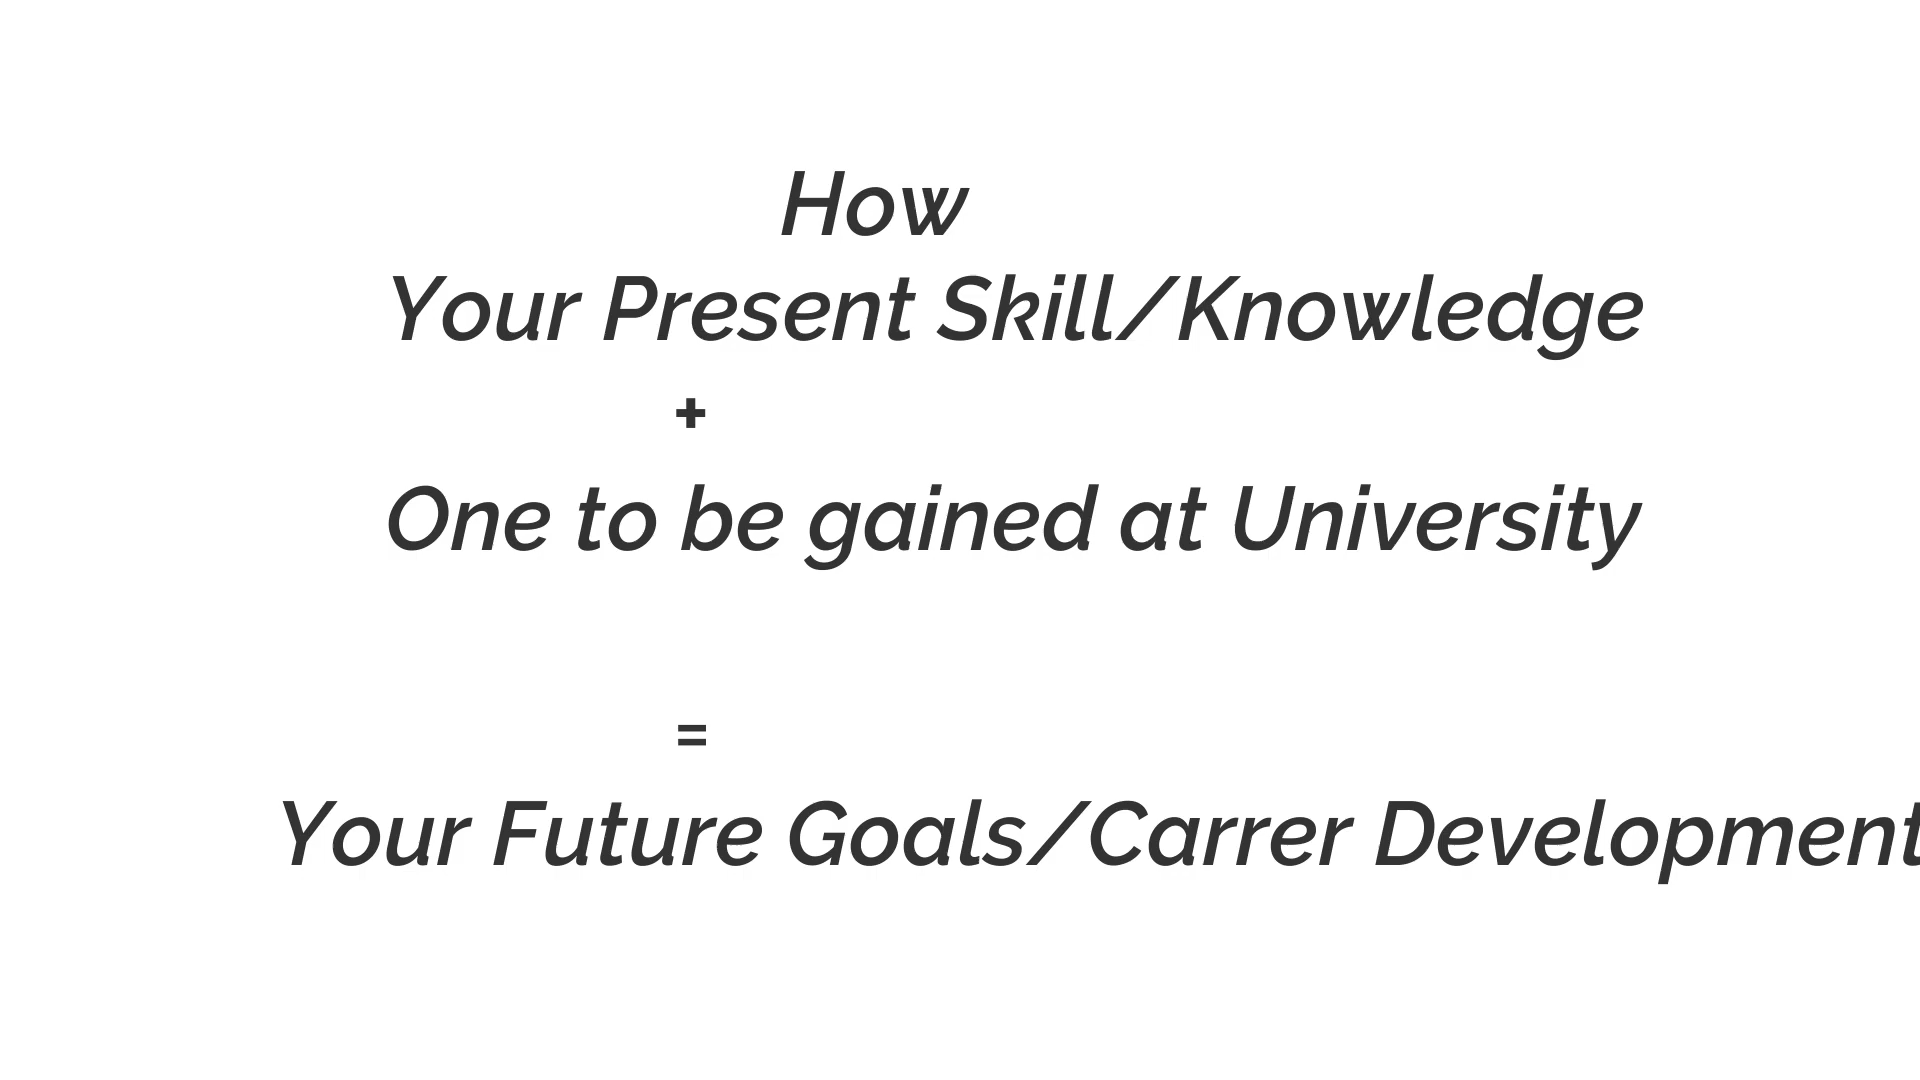 How
Your Present Skill/Knowledge
+
One to be gained at University
=
Your Future Goals/Carrer Development